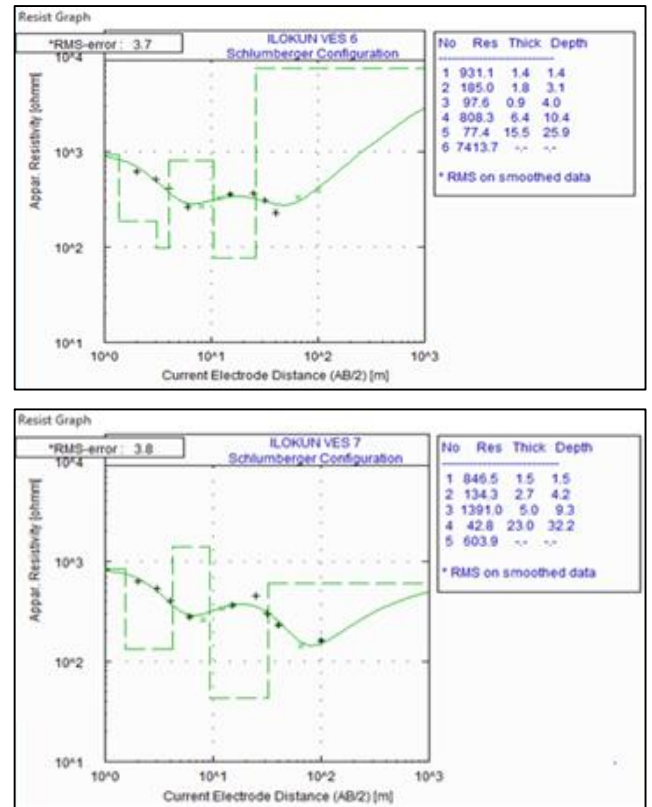 Resist Graph
*RMS-error : 3.7
ILOKUN VES 6
Schlumberger Configuration
Appar. Resistivity [ohmm]
10^4
10^3
10^2
10^1
10^0 10^1 10^2 10^3
Current Electrode Distance (AB/2) [m]
No Res Thick Depth
1 931.1 1.4 1.4
2 185.0 1.8 3.1
3 97.6 0.9 4.0
4 808.3 6.4 10.4
5 77.4 15.5 25.9
6 7413.7 -.- -.-
* RMS on smoothed data
Resist Graph
*RMS-error : 3.8
ILOKUN VES 7
Schlumberger Configuration
Appar. Resistivity [ohmm]
10^4
10^3
10^2
10^1
10^0 10^1 10^2 10^3
Current Electrode Distance (AB/2) [m]
No Res Thick Depth
1 846.5 1.5 1.5
2 134.3 2.7 4.2
3 1391.0 5.0 9.3
4 42.8 23.0 32.2
5 603.9 -.- -.-
* RMS on smoothed data